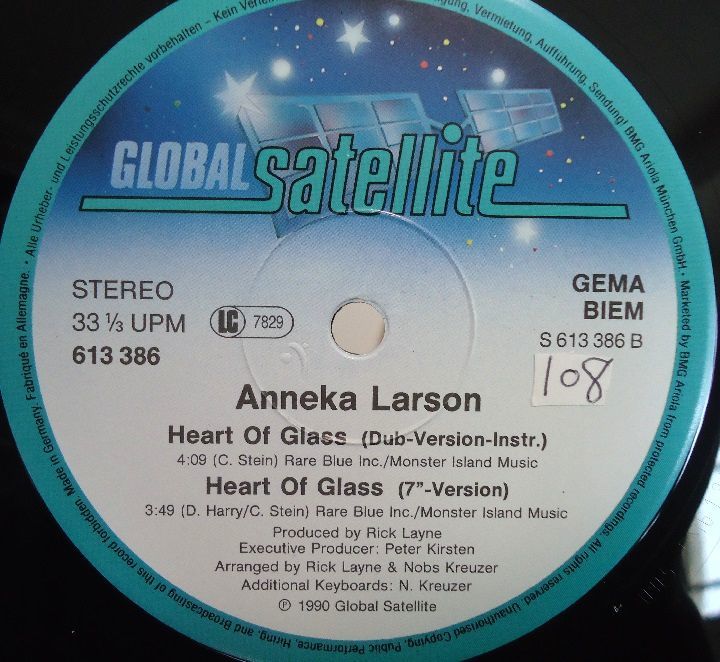 GLOBAL satellite
STEREO
33 ⅓ UPM
613 386
LC 7829
GEMA
BIEM
S 613 386 B
108
Anneka Larson
Heart Of Glass (Dub-Version-Instr.)
4:09 (C. Stein) Rare Blue Inc./Monster Island Music
Heart Of Glass (7"-Version)
3:49 (D. Harry/C. Stein) Rare Blue Inc./Monster Island Music
Produced by Rick Layne
Executive Producer: Peter Kirsten
Arranged by Rick Layne & Nobs Kreuzer
Additional Keyboards: N. Kreuzer
℗ 1990 Global Satellite
Made in Germany. Fabriqué en Allemagne. • Alle Urheber- und Leistungsschutzrechte vorbehalten – Kein Vermietung, Aufführung, Sendung! BMG Ariola München GmbH • Marketed by BMG Ariola from protected recordings. All rights reserved. Unauthorised Copying, Public Performance, Hiring, and Broadcasting of this record forbidden